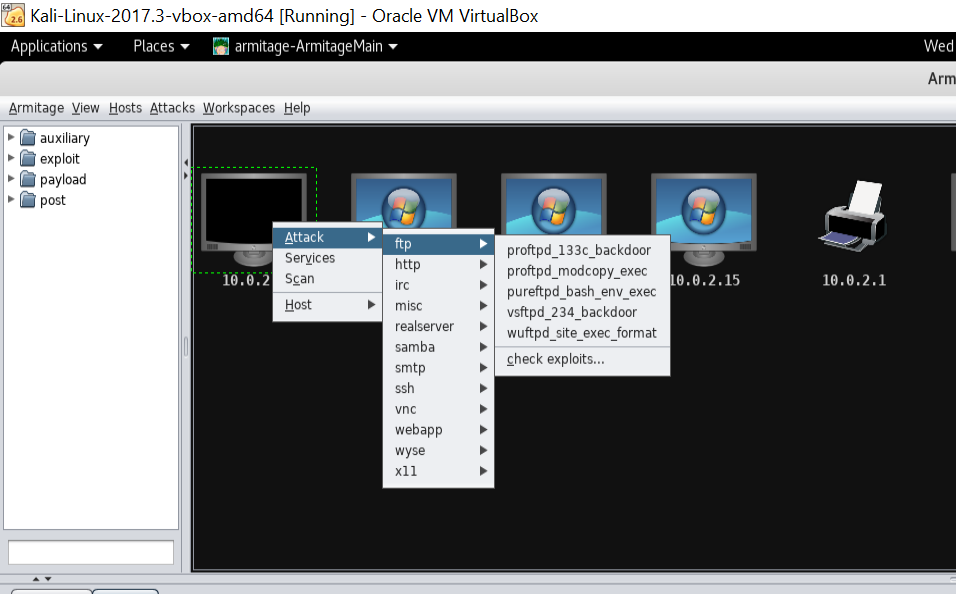 Kali-Linux-2017.3-vbox-amd64 [Running] - Oracle VM VirtualBox
Applications Places armitage-ArmitageMain Wed
Arm
Armitage View Hosts Attacks Workspaces Help
auxiliary
exploit
payload
post
10.0.2
10.0.2.15
10.0.2.1
Attack
Services
Scan
Host
ftp
http
irc
misc
realserver
samba
smtp
ssh
vnc
webapp
wyse
x11
proftpd_133c_backdoor
proftpd_modcopy_exec
pureftpd_bash_env_exec
vsftpd_234_backdoor
wuftpd_site_exec_format
check exploits...